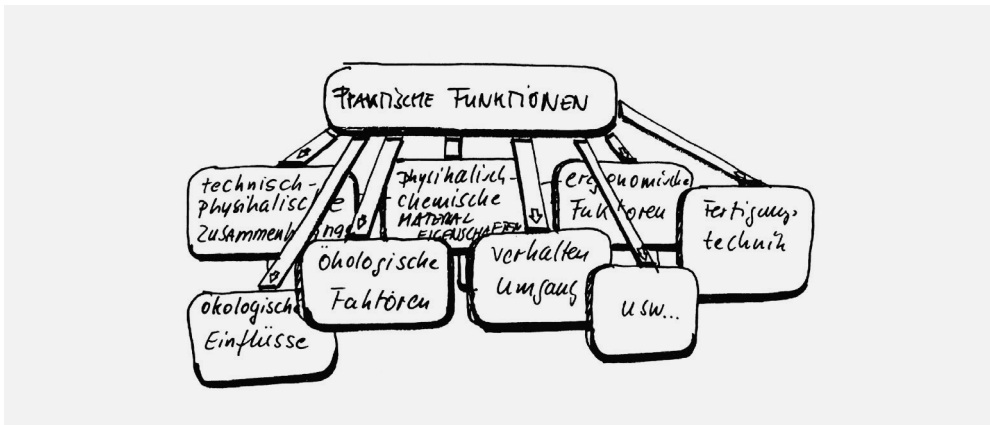 PRAKTISCHE FUNKTIONEN
technisch-
physikalische
Zusammenhänge
physikalisch-
chemische
MATERIAL
EIGENSCHAFTEN
ergonomische
Faktoren
Fertigungs-
technik
ökologische
Einflüsse
ökologische
Faktoren
Verhalten
Umgang
usw...